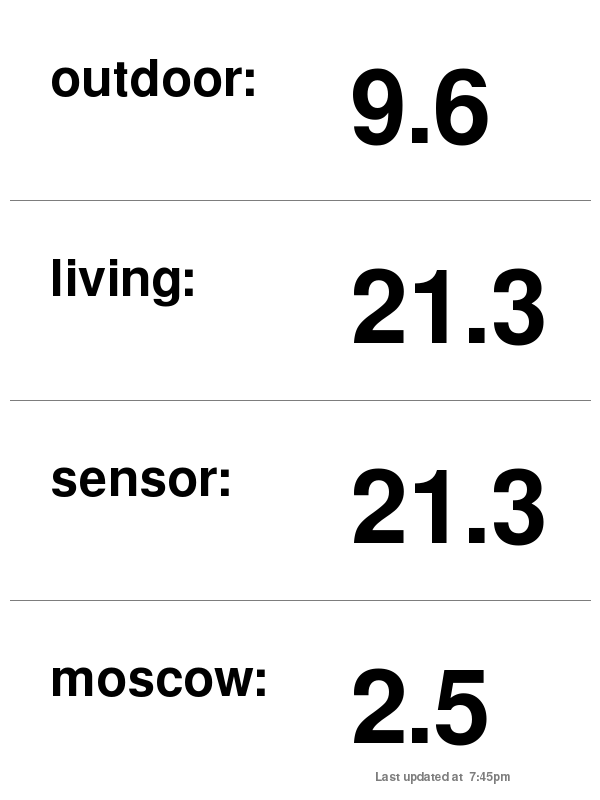 outdoor: 9.6
living: 21.3
sensor: 21.3
moscow: 2.5
Last updated at 7:45pm